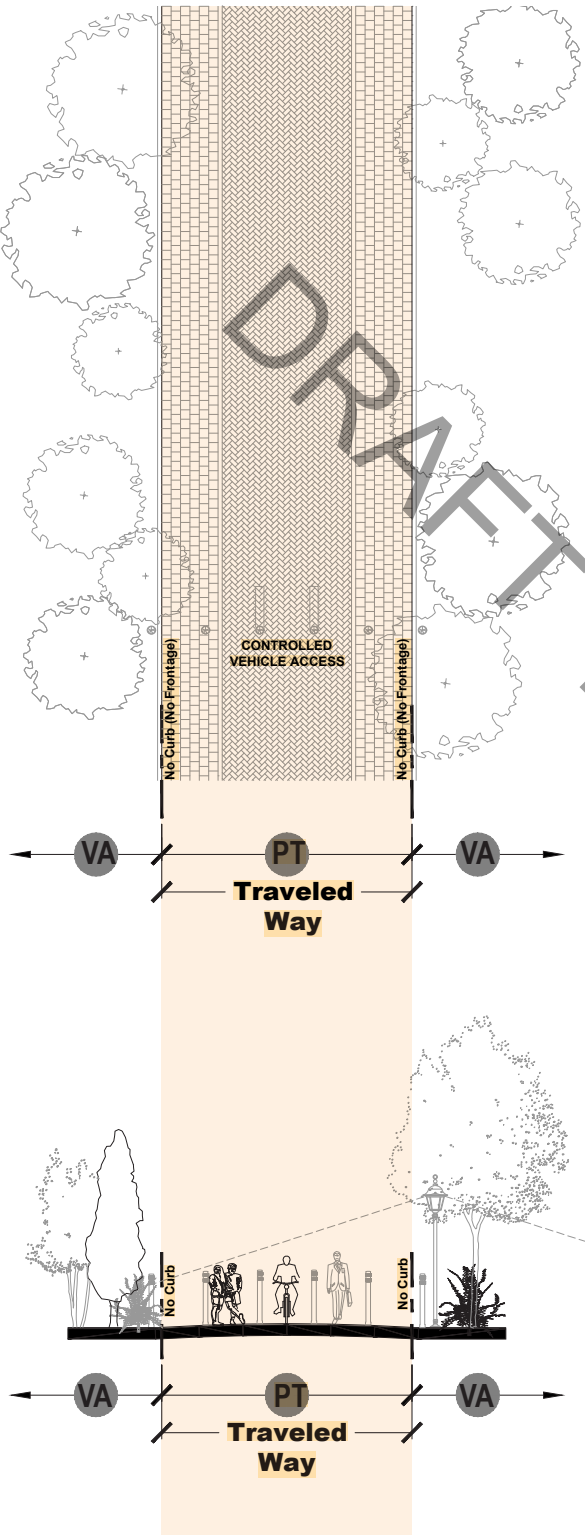 DRAFT
No Curb (No Frontage)
CONTROLLED
VEHICLE ACCESS
No Curb (No Frontage)
VA
PT
VA
Traveled
Way
No Curb
No Curb
VA
PT
VA
Traveled
Way